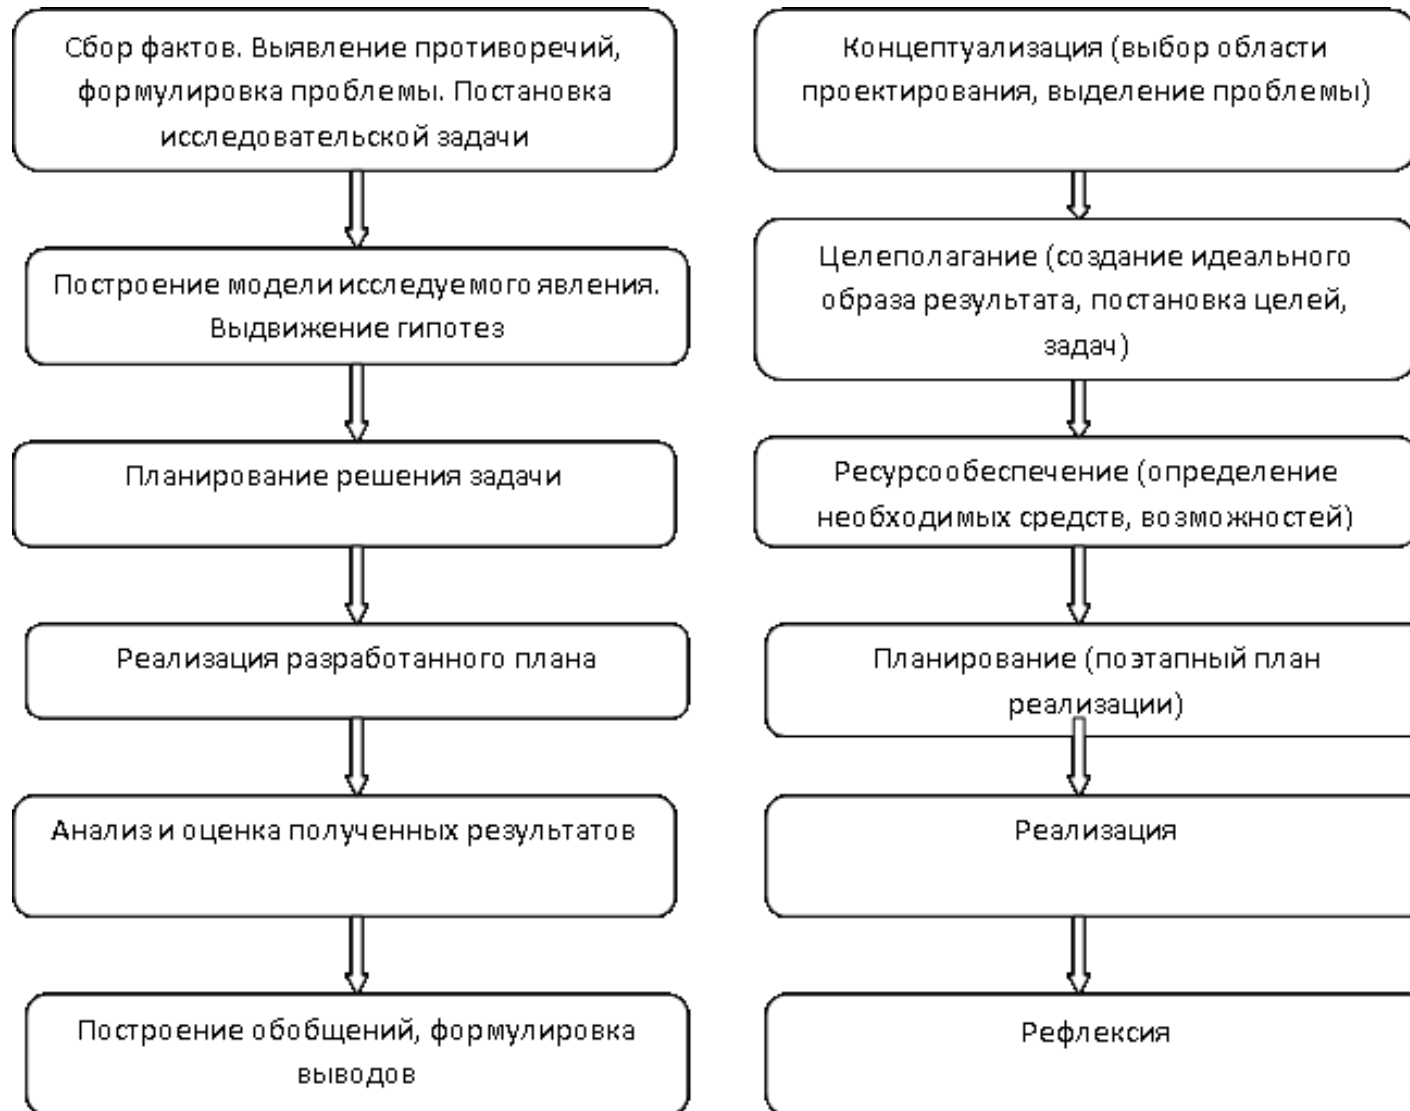 Сбор фактов. Выявление противоречий,
формулировка проблемы. Постановка
исследовательской задачи
Построение модели исследуемого явления.
Выдвижение гипотез
Планирование решения задачи
Реализация разработанного плана
Анализ и оценка полученных результатов
Построение обобщений, формулировка
выводов
Концептуализация (выбор области
проектирования, выделение проблемы)
Целеполагание (создание идеального
образа результата, постановка целей,
задач)
Ресурсообеспечение (определение
необходимых средств, возможностей)
Планирование (поэтапный план
реализации)
Реализация
Рефлексия